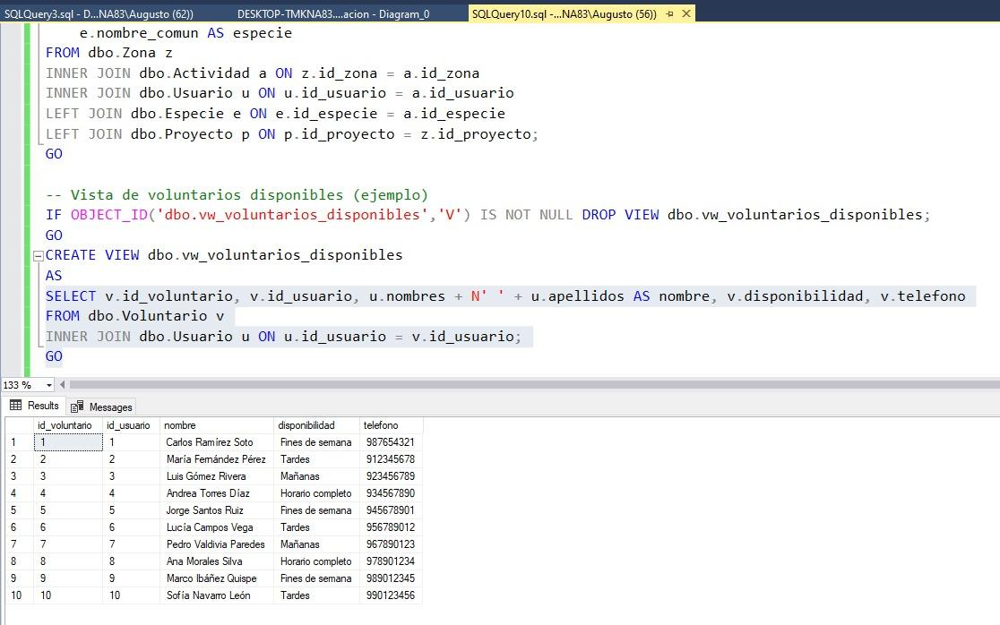 SQLQuery3.sql - D...NA83\Augusto (62)) DESKTOP-TMKNA83....acion - Diagram_0 SQLQuery10.sql -...NA83\Augusto (56))
e.nombre_comun AS especie
FROM dbo.Zona z
INNER JOIN dbo.Actividad a ON z.id_zona = a.id_zona
INNER JOIN dbo.Usuario u ON u.id_usuario = a.id_usuario
LEFT JOIN dbo.Especie e ON e.id_especie = a.id_especie
LEFT JOIN dbo.Proyecto p ON p.id_proyecto = z.id_proyecto;
GO
-- Vista de voluntarios disponibles (ejemplo)
IF OBJECT_ID('dbo.vw_voluntarios_disponibles','V') IS NOT NULL DROP VIEW dbo.vw_voluntarios_disponibles;
GO
CREATE VIEW dbo.vw_voluntarios_disponibles
AS
SELECT v.id_voluntario, v.id_usuario, u.nombres + N' ' + u.apellidos AS nombre, v.disponibilidad, v.telefono
FROM dbo.Voluntario v
INNER JOIN dbo.Usuario u ON u.id_usuario = v.id_usuario;
GO
133 %
Results Messages
id_voluntario id_usuario nombre disponibilidad telefono
1 1 1 Carlos Ramírez Soto Fines de semana 987654321
2 2 2 María Fernández Pérez Tardes 912345678
3 3 3 Luis Gómez Rivera Mañanas 923456789
4 4 4 Andrea Torres Díaz Horario completo 934567890
5 5 5 Jorge Santos Ruiz Fines de semana 945678901
6 6 6 Lucía Campos Vega Tardes 956789012
7 7 7 Pedro Valdivia Paredes Mañanas 967890123
8 8 8 Ana Morales Silva Horario completo 978901234
9 9 9 Marco Ibáñez Quispe Fines de semana 989012345
10 10 10 Sofía Navarro León Tardes 990123456